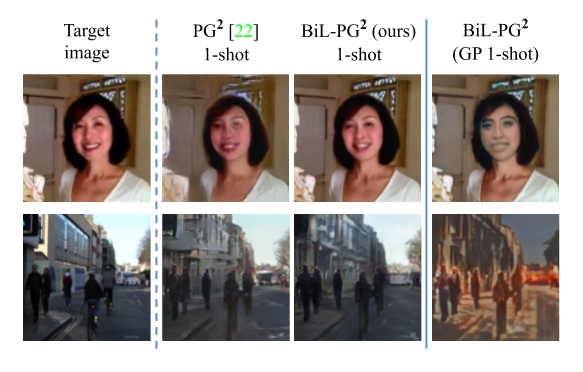 Target
image
PG² [22]
1-shot
BiL-PG² (ours)
1-shot
BiL-PG²
(GP 1-shot)